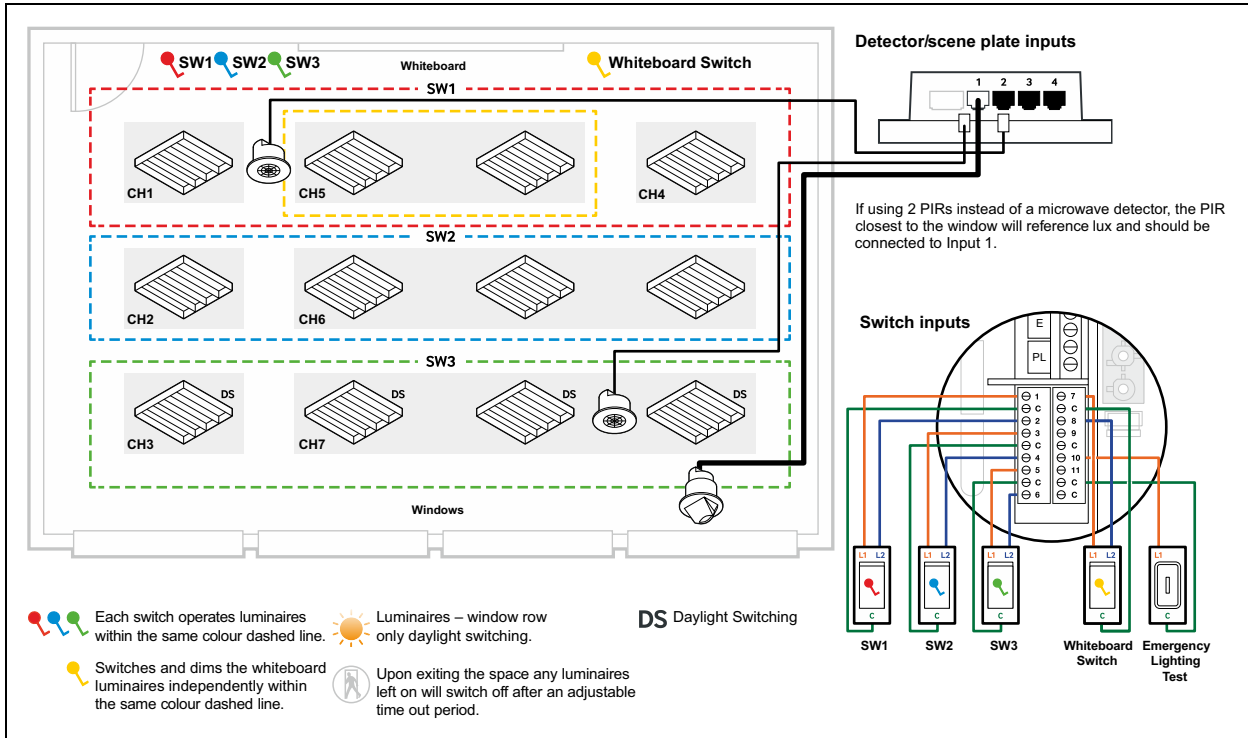 SW1 SW2 SW3
Whiteboard
Whiteboard Switch
SW1
CH1
CH5
CH4
SW2
CH2
CH6
SW3
DS
DS
DS
DS
CH3
CH7
Windows
Detector/scene plate inputs
1 2 3 4
If using 2 PIRs instead of a microwave detector, the PIR
closest to the window will reference lux and should be
connected to Input 1.
Switch inputs
E
PL
1 7
C C
2 8
3 9
C C
4 10
5 11
C C
6 C
L1 L2
L1 L2
L1 L2
L1 L2
L1
C
C
C
C
C
SW1
SW2
SW3
Whiteboard
Switch
Emergency
Lighting
Test
Each switch operates luminaires
within the same colour dashed line.
Switches and dims the whiteboard
luminaires independently within
the same colour dashed line.
Luminaires – window row
only daylight switching.
Upon exiting the space any luminaires
left on will switch off after an adjustable
time out period.
DS Daylight Switching